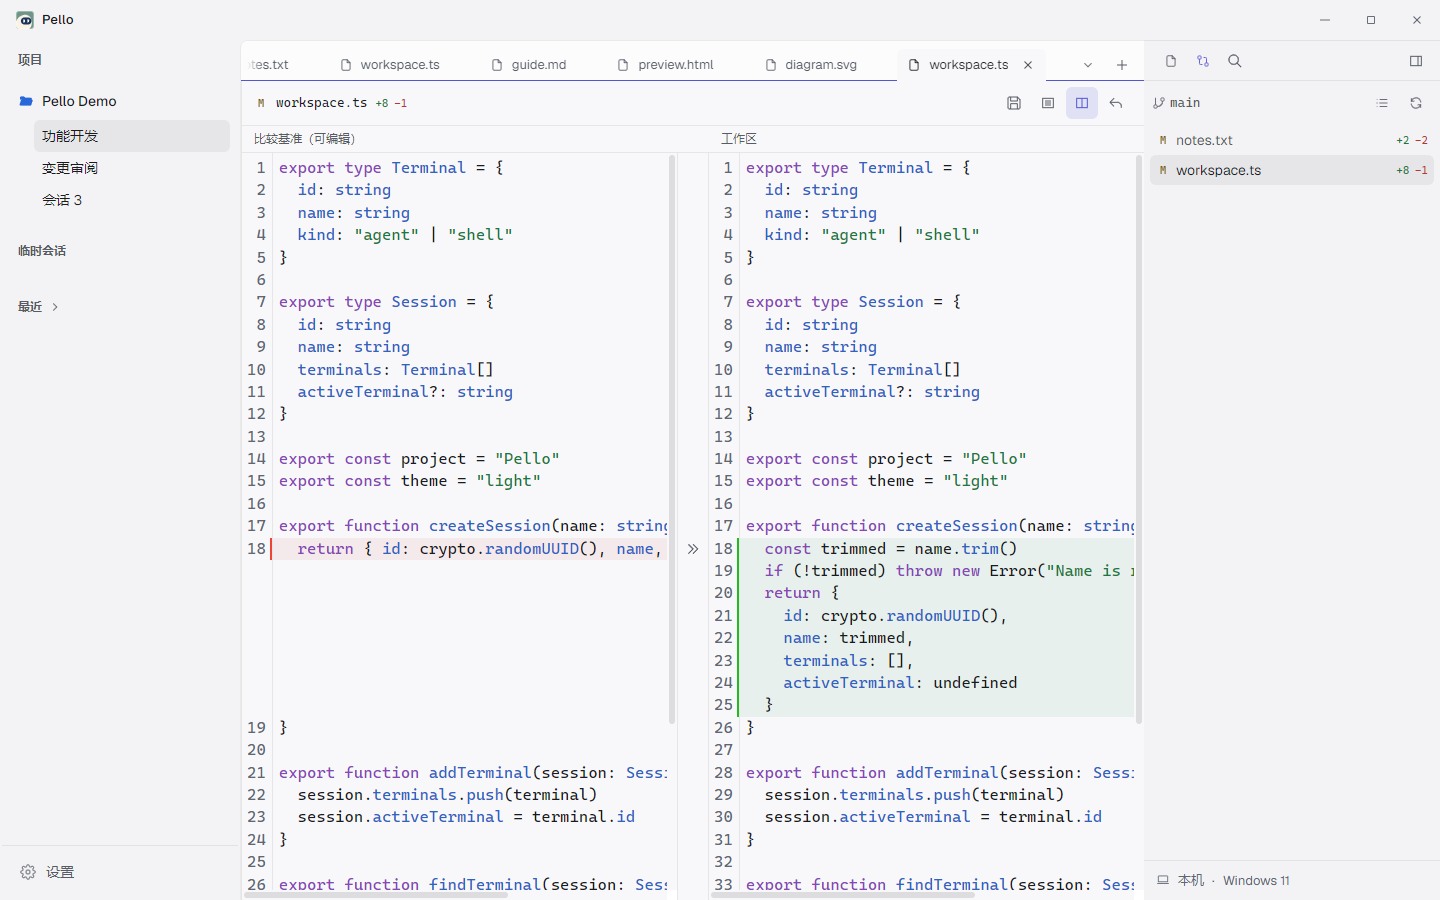 Pello
项目
Pello Demo
功能开发
变更审阅
会话 3
临时会话
最近
设置
tes.txt
workspace.ts
guide.md
preview.html
diagram.svg
workspace.ts
M workspace.ts +8 −1
比较基准（可编辑）
1 export type Terminal = {
2 id: string
3 name: string
4 kind: "agent" | "shell"
5 }
6
7 export type Session = {
8 id: string
9 name: string
10 terminals: Terminal[]
11 activeTerminal?: string
12 }
13
14 export const project = "Pello"
15 export const theme = "light"
16
17 export function createSession(name: string
18 return { id: crypto.randomUUID(), name,
19 }
20
21 export function addTerminal(session: Sessi
22 session.terminals.push(terminal)
23 session.activeTerminal = terminal.id
24 }
25
26 export function findTerminal(session: Sess
工作区
1 export type Terminal = {
2 id: string
3 name: string
4 kind: "agent" | "shell"
5 }
6
7 export type Session = {
8 id: string
9 name: string
10 terminals: Terminal[]
11 activeTerminal?: string
12 }
13
14 export const project = "Pello"
15 export const theme = "light"
16
17 export function createSession(name: string
18 const trimmed = name.trim()
19 if (!trimmed) throw new Error("Name is
20 return {
21 id: crypto.randomUUID(),
22 name: trimmed,
23 terminals: [],
24 activeTerminal: undefined
25 }
26 }
27
28 export function addTerminal(session: Sessi
29 session.terminals.push(terminal)
30 session.activeTerminal = terminal.id
31 }
32
33 export function findTerminal(session: Sess
main
M notes.txt +2 −2
M workspace.ts +8 −1
本机 · Windows 11